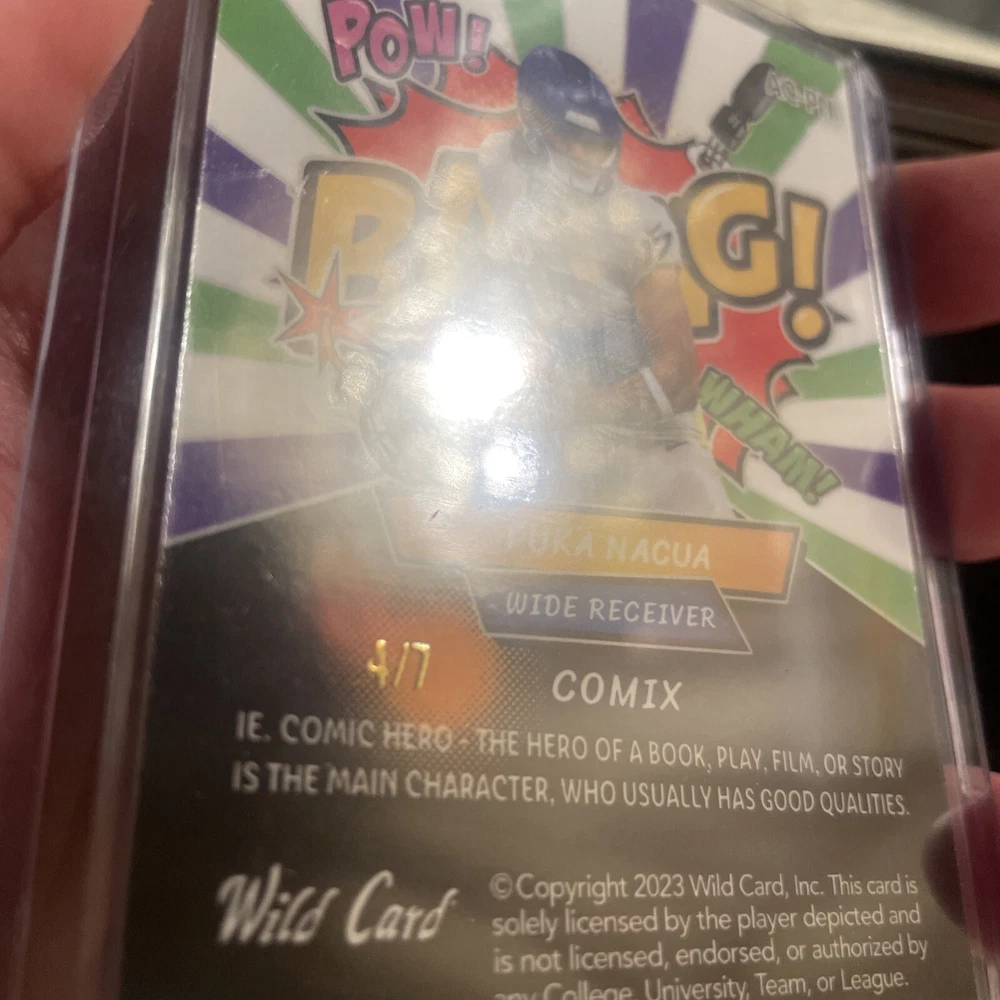 POW!
BANG!
WHAM!
PUKA NACUA
WIDE RECEIVER
4/7
COMIX
IE. COMIC HERO - THE HERO OF A BOOK, PLAY, FILM, OR STORY
IS THE MAIN CHARACTER, WHO USUALLY HAS GOOD QUALITIES.
Wild Card
©Copyright 2023 Wild Card, Inc. This card is
solely licensed by the player depicted and
is not licensed, endorsed, or authorized by
any College, University, Team, or League.